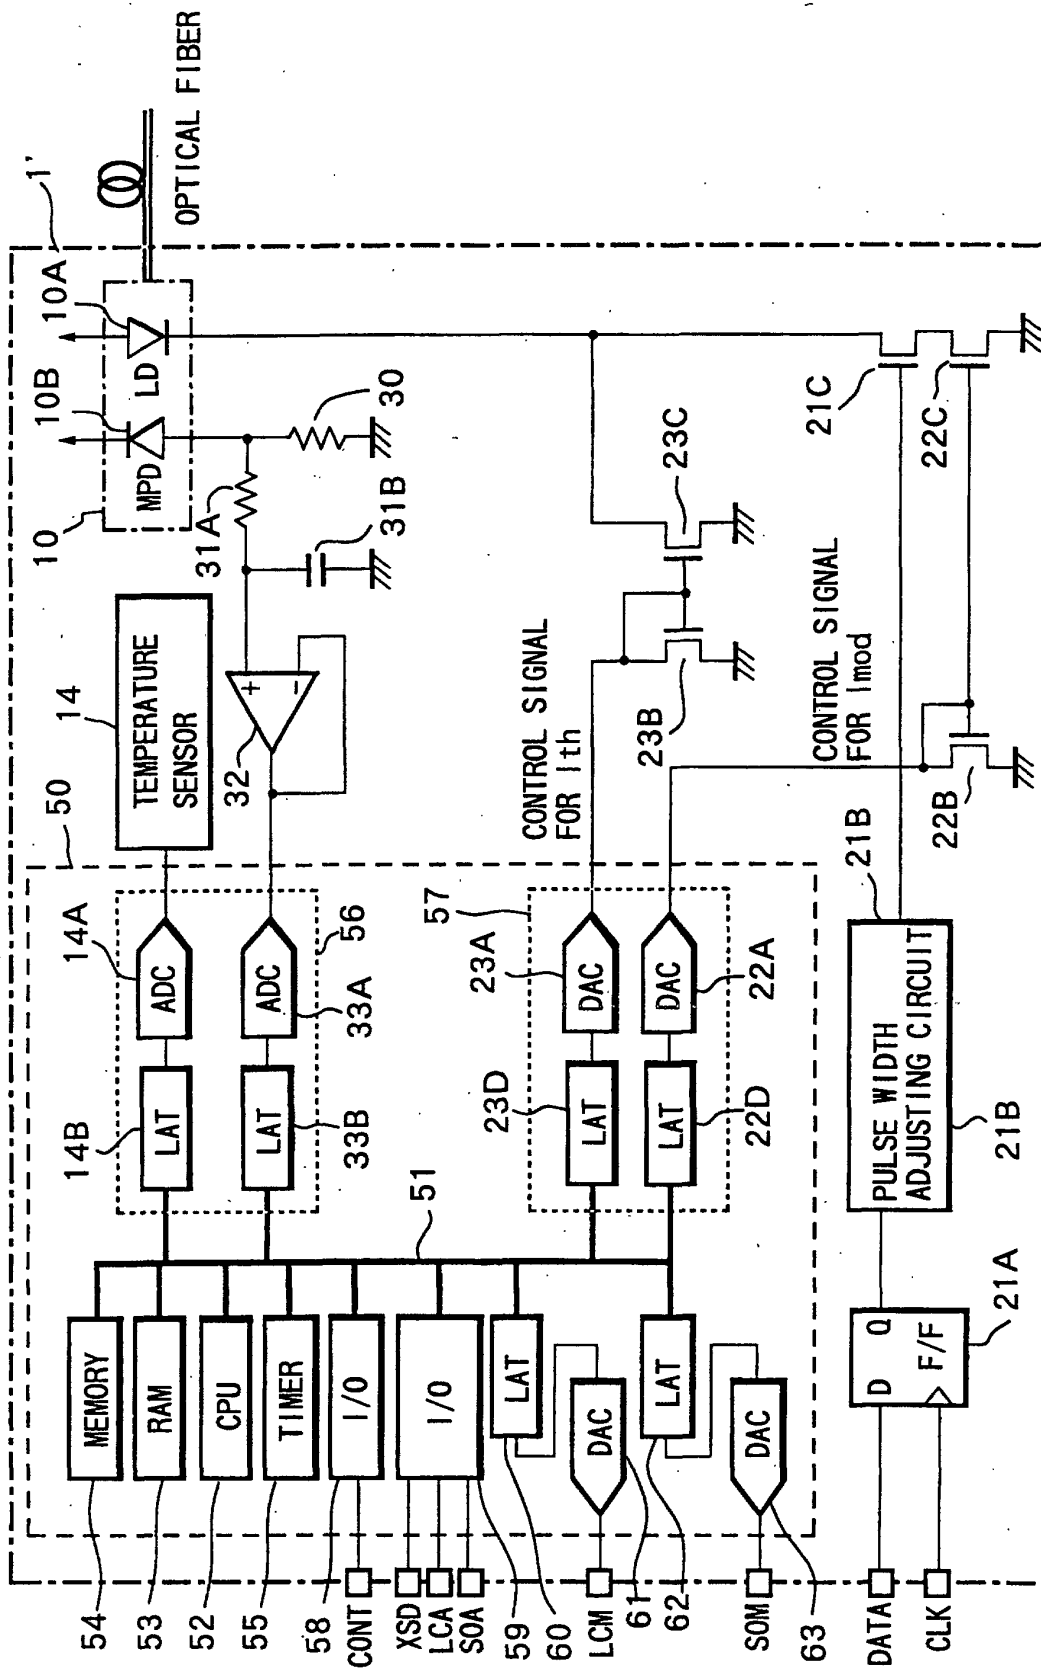 1'
OPTICAL FIBER
10A
10B
LD
MPD
10
30
31A
31B
14
TEMPERATURE
SENSOR
+
-
32
50
CONTROL SIGNAL
FOR Ith
23C
23B
21C
22C
CONTROL SIGNAL
FOR Imod
22B
21B
14A
ADC
ADC
33A
56
57
23A
DAC
DAC
22A
PULSE WIDTH
ADJUSTING CIRCUIT
21B
14B
LAT
LAT
33B
23D
LAT
LAT
22D
51
MEMORY
RAM
CPU
TIMER
I/O
I/O
LAT
DAC
LAT
DAC
D
Q
F/F
21A
54
53
52
55
58
CONT
XSD
LCA
SOA
59
60
LCM
61
62
SOM
63
DATA
CLK